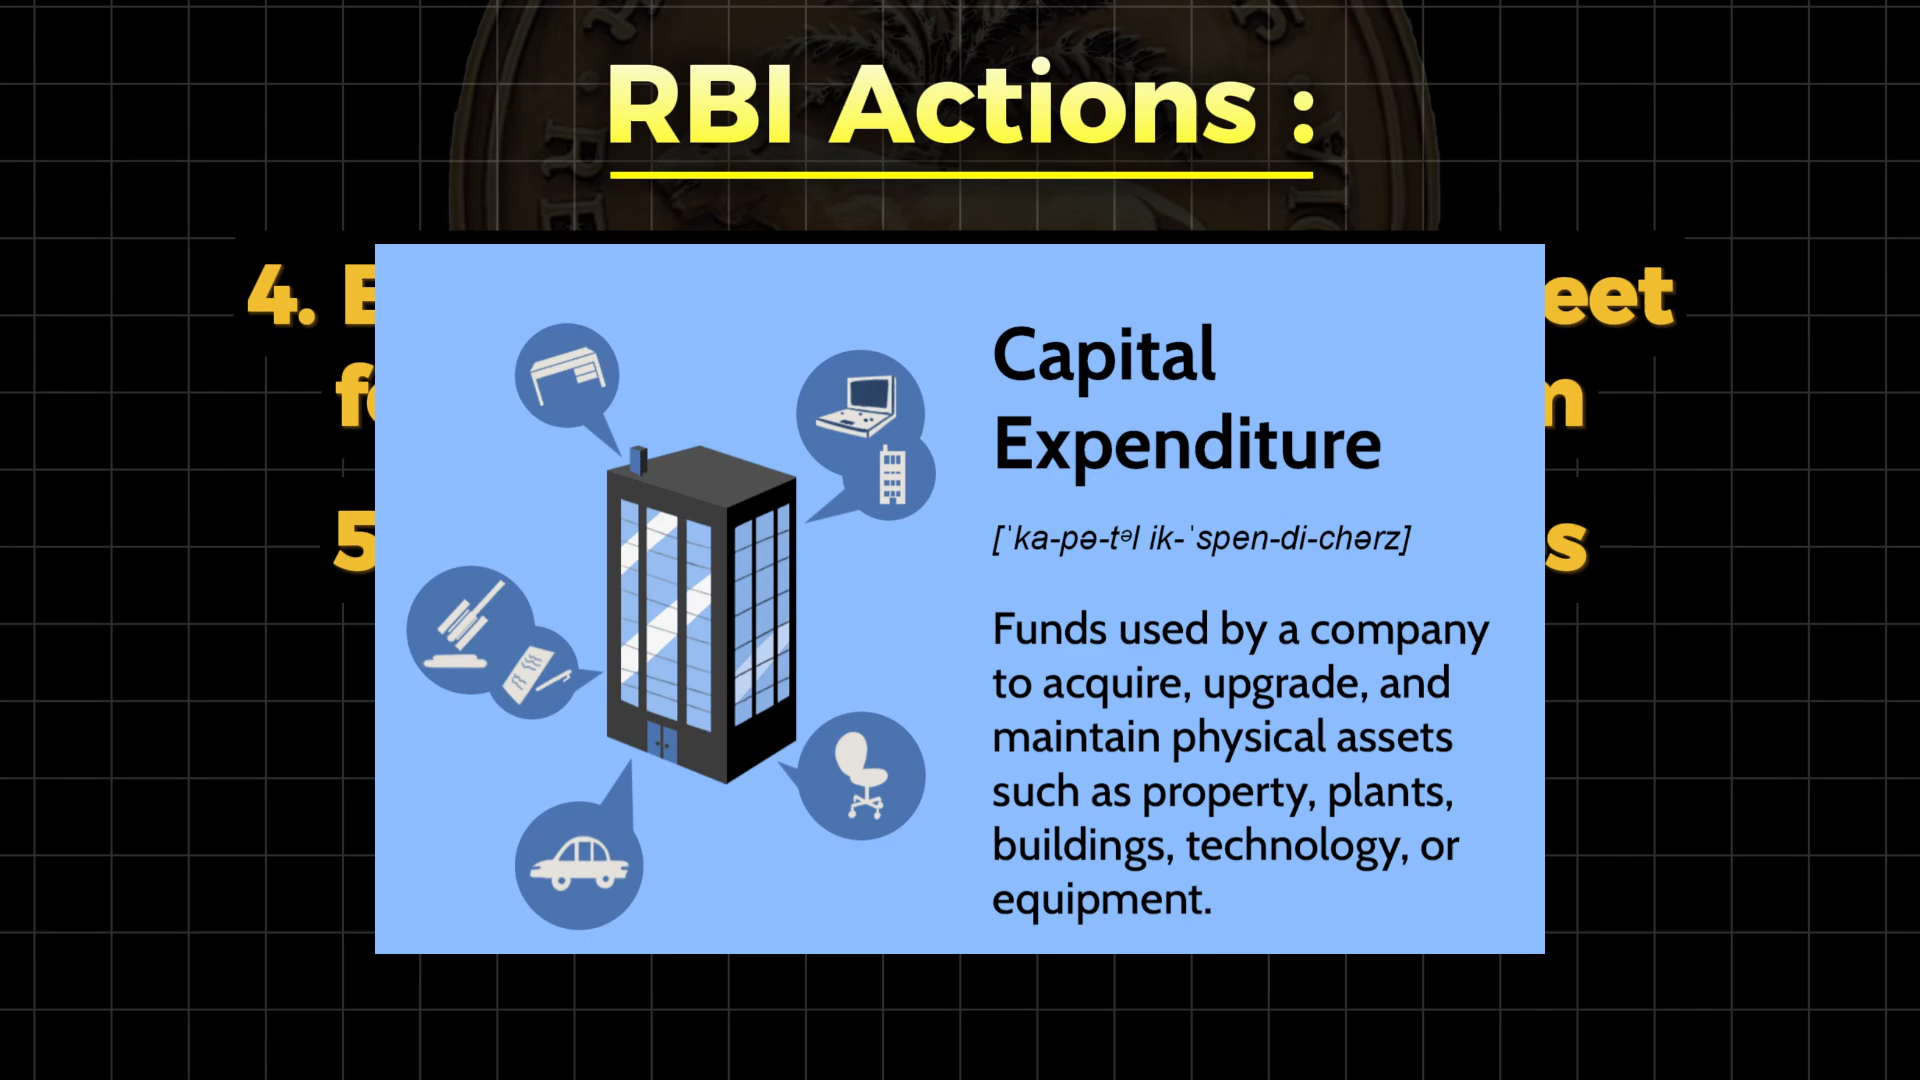 RBI Actions :
4.
eet
Capital
Expenditure
[ˈka-pə-tᵊl ik-ˈspen-di-chərz]
Funds used by a company
to acquire, upgrade, and
maintain physical assets
such as property, plants,
buildings, technology, or
equipment.